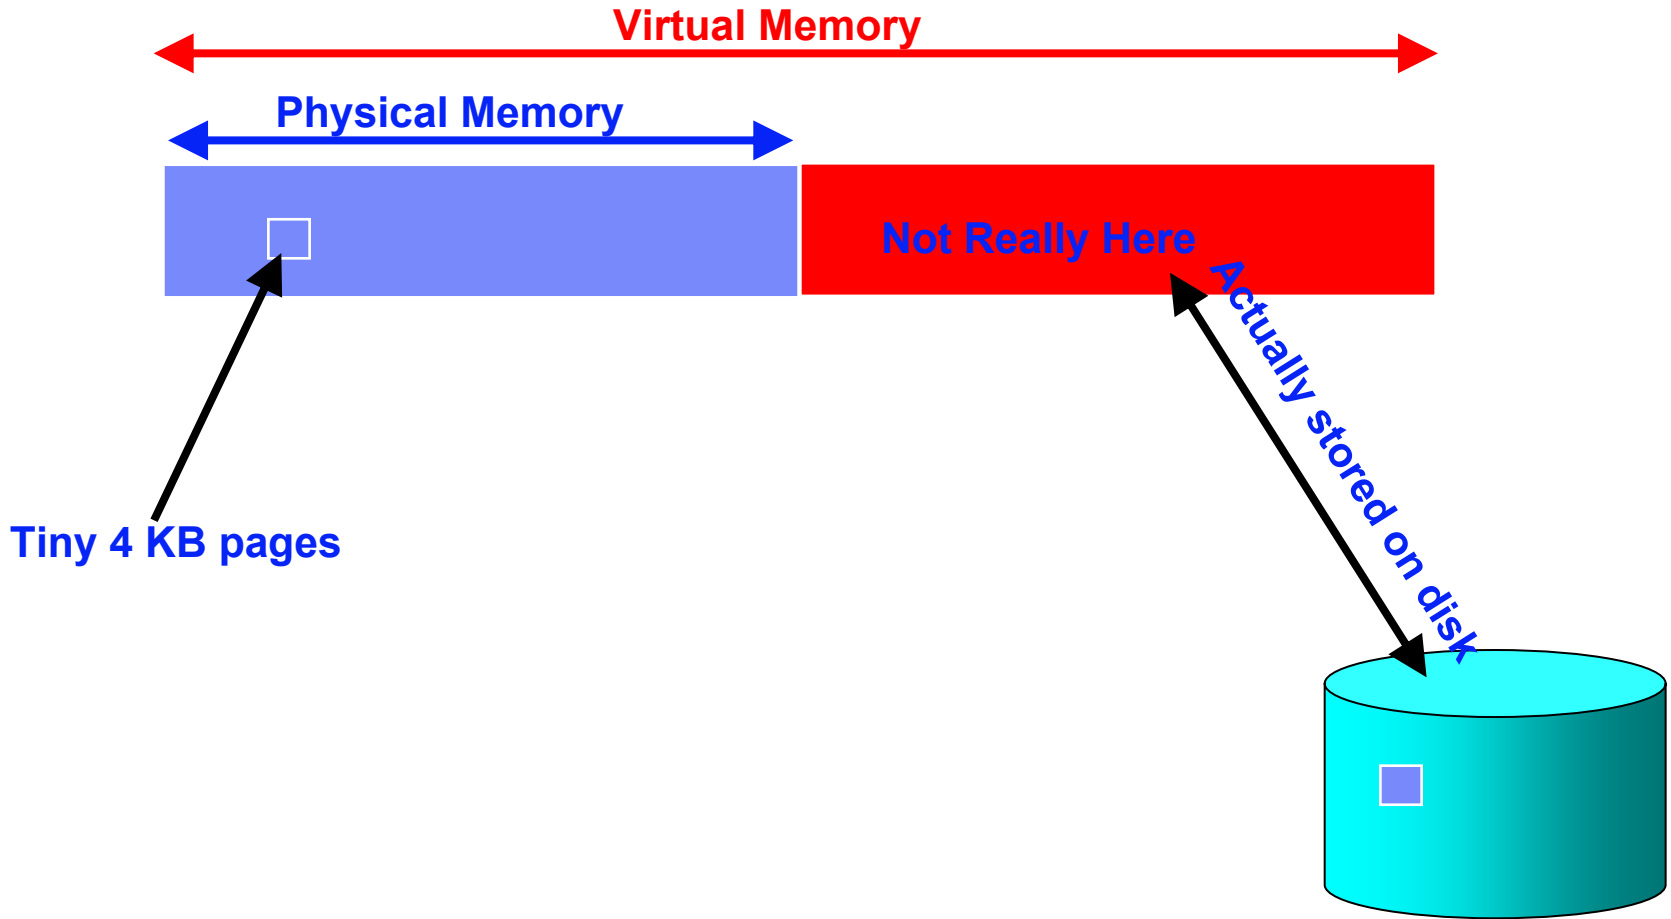 Virtual Memory
Physical Memory
Not Really Here
Actually stored on disk
Tiny 4 KB pages